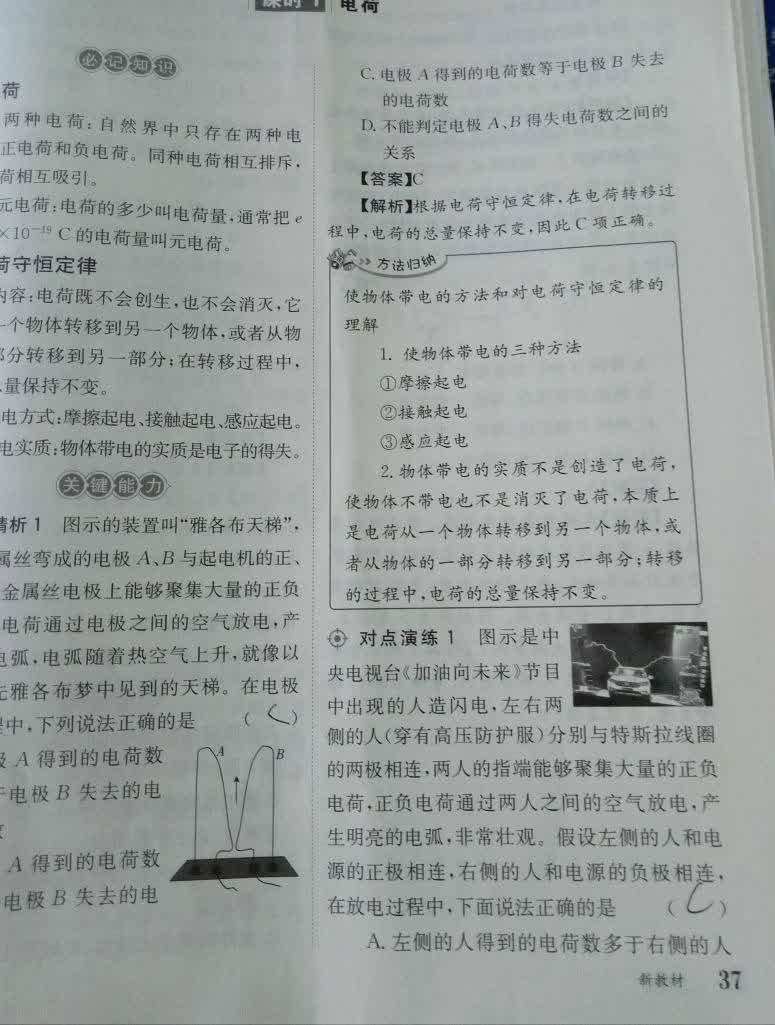 课时 1 电荷
必记知识
荷
两种电荷:自然界中只存在两种电
正电荷和负电荷。同种电荷相互排斥,
荷相互吸引。
元电荷:电荷的多少叫电荷量,通常把 e
×10⁻¹⁹ C的电荷量叫元电荷。
荷守恒定律
内容:电荷既不会创生,也不会消灭,它
一个物体转移到另一个物体,或者从物
部分转移到另一部分;在转移过程中,
量保持不变。
电方式:摩擦起电、接触起电、感应起电。
电实质:物体带电的实质是电子的得失。
关键能力
精析 1 图示的装置叫“雅各布天梯”,
属丝弯成的电极 A、B 与起电机的正、
金属丝电极上能够聚集大量的正负
电荷通过电极之间的空气放电,产
电弧,电弧随着热空气上升,就像以
雅各布梦中见到的天梯。在电极
程中,下列说法正确的是 ( C )
极 A 得到的电荷数
于电极 B 失去的电
A 得到的电荷数
电极 B 失去的电
A
B
C. 电极 A 得到的电荷数等于电极 B 失去
的电荷数
D. 不能判定电极 A、B 得失电荷数之间的
关系
【答案】C
【解析】根据电荷守恒定律,在电荷转移过
程中,电荷的总量保持不变,因此 C 项正确。
方法归纳
使物体带电的方法和对电荷守恒定律的
理解
1. 使物体带电的三种方法
①摩擦起电
②接触起电
③感应起电
2. 物体带电的实质不是创造了电荷,
使物体不带电也不是消灭了电荷,本质上
是电荷从一个物体转移到另一个物体,或
者从物体的一部分转移到另一部分;转移
的过程中,电荷的总量保持不变。
对点演练 1 图示是中
央电视台《加油向未来》节目
中出现的人造闪电,左右两
侧的人(穿有高压防护服)分别与特斯拉线圈
的两极相连,两人的指端能够聚集大量的正负
电荷,正负电荷通过两人之间的空气放电,产
生明亮的电弧,非常壮观。假设左侧的人和电
源的正极相连,右侧的人和电源的负极相连,
在放电过程中,下面说法正确的是 ( C )
A. 左侧的人得到的电荷数多于右侧的人
新教材 37